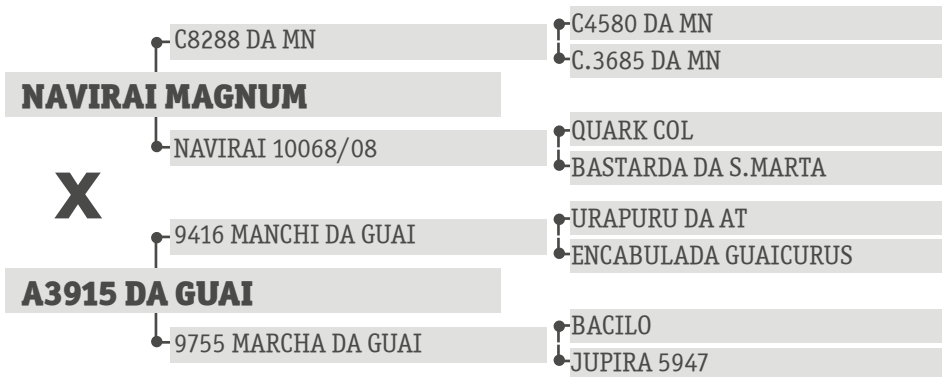 C8288 DA MN
C4580 DA MN
C.3685 DA MN
NAVIRAI MAGNUM
NAVIRAI 10068/08
QUARK COL
BASTARDA DA S.MARTA
X
9416 MANCHI DA GUAI
URAPURU DA AT
ENCABULADA GUAICURUS
A3915 DA GUAI
9755 MARCHA DA GUAI
BACILO
JUPIRA 5947